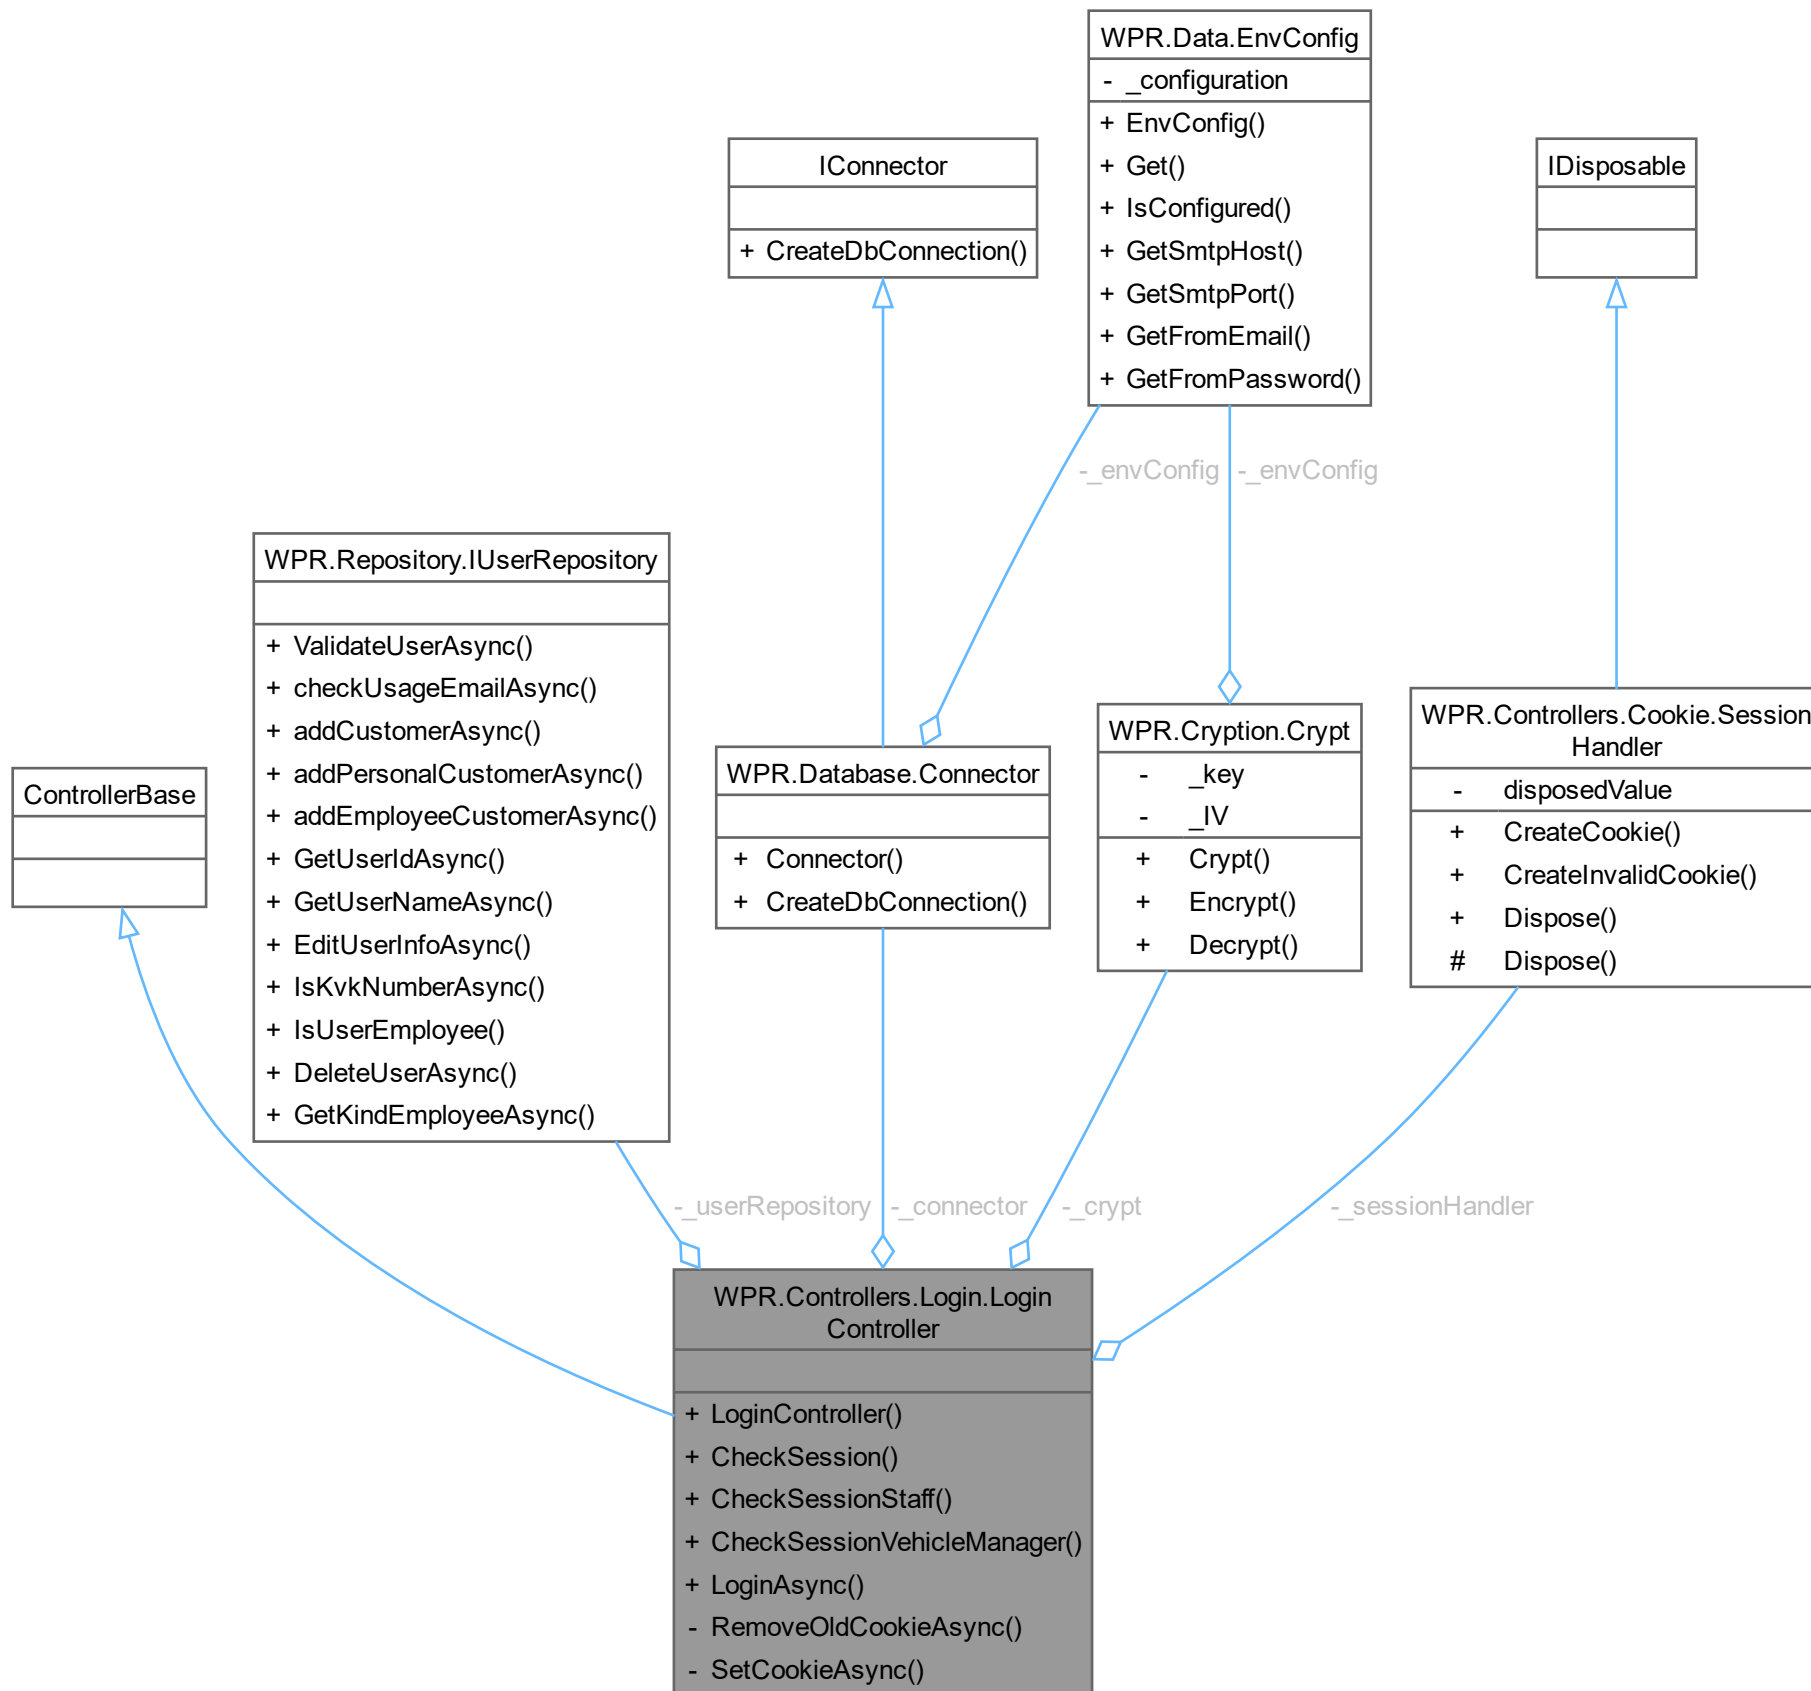 WPR.Data.EnvConfig
- _configuration
+ EnvConfig()
+ Get()
+ IsConfigured()
+ GetSmtpHost()
+ GetSmtpPort()
+ GetFromEmail()
+ GetFromPassword()
IConnector
+ CreateDbConnection()
IDisposable
-_envConfig
-_envConfig
WPR.Repository.IUserRepository
+ ValidateUserAsync()
+ checkUsageEmailAsync()
+ addCustomerAsync()
+ addPersonalCustomerAsync()
+ addEmployeeCustomerAsync()
+ GetUserIdAsync()
+ GetUserNameAsync()
+ EditUserInfoAsync()
+ IsKvkNumberAsync()
+ IsUserEmployee()
+ DeleteUserAsync()
+ GetKindEmployeeAsync()
ControllerBase
WPR.Database.Connector
+ Connector()
+ CreateDbConnection()
WPR.Cryption.Crypt
- _key
- _IV
+ Crypt()
+ Encrypt()
+ Decrypt()
WPR.Controllers.Cookie.Session
Handler
- disposedValue
+ CreateCookie()
+ CreateInvalidCookie()
+ Dispose()
# Dispose()
-_userRepository
-_connector
-_crypt
-_sessionHandler
WPR.Controllers.Login.Login
Controller
+ LoginController()
+ CheckSession()
+ CheckSessionStaff()
+ CheckSessionVehicleManager()
+ LoginAsync()
- RemoveOldCookieAsync()
- SetCookieAsync()